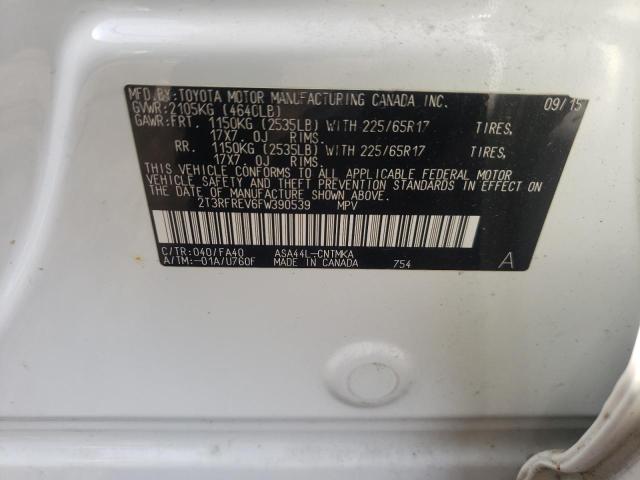 MFD.BY:TOYOTA MOTOR MANUFACTURING CANADA INC. 09/15
GVWR:2105KG (4640LB)
GAWR:FRT. 1150KG (2535LB) WITH 225/65R17 TIRES,
17X7.0J RIMS.
RR. 1150KG (2535LB) WITH 225/65R17 TIRES,
17X7.0J RIMS.
THIS VEHICLE CONFORMS TO ALL APPLICABLE FEDERAL MOTOR
VEHICLE SAFETY AND THEFT PREVENTION STANDARDS IN EFFECT ON
THE DATE OF MANUFACTURE SHOWN ABOVE.
2T3RFREV6FW390539 MPV
C/TR:040/FA40 ASA44L-CNTMKA
A/TM:-01A/U760F MADE IN CANADA 754 A